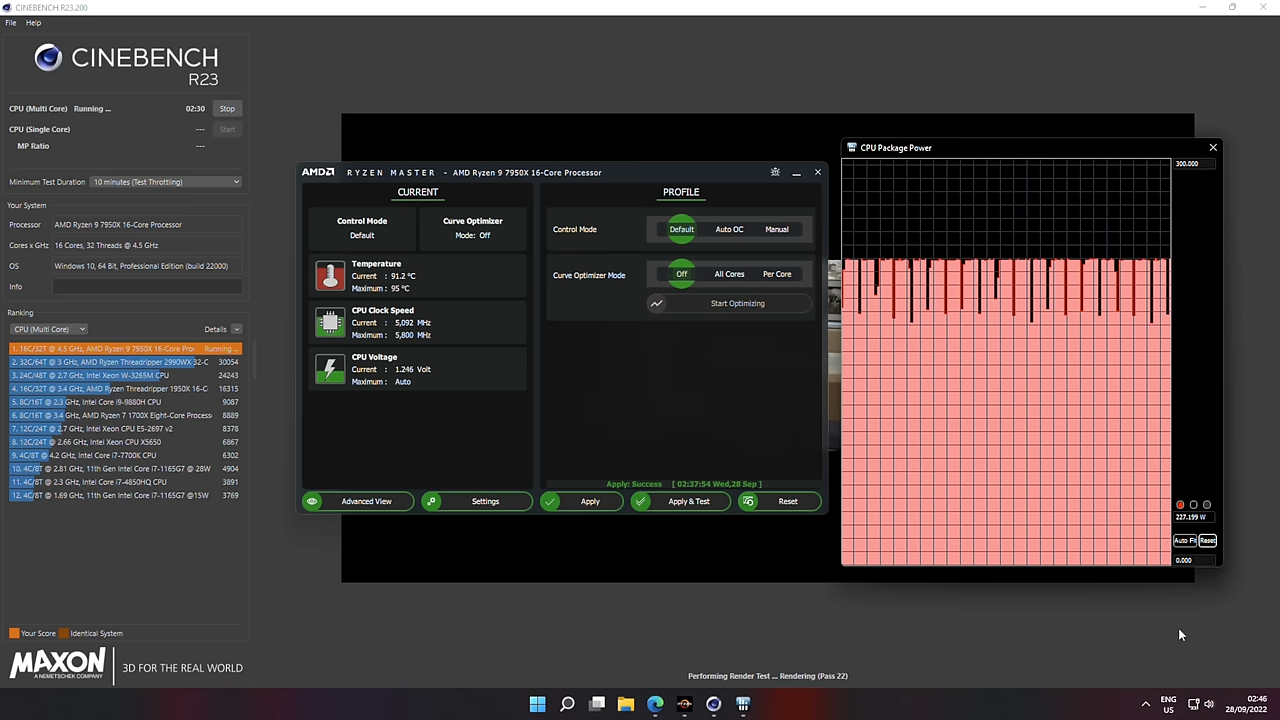 CINEBENCH R23.200
File Help
CINEBENCH
R23
CPU (Multi Core) Running ... 02:30 Stop
CPU (Single Core) --- Start
MP Ratio ---
Minimum Test Duration 10 minutes (Test Throttling)
Your System
Processor AMD Ryzen 9 7950X 16-Core Processor
Cores x GHz 16 Cores, 32 Threads @ 4.5 GHz
OS Windows 10, 64 Bit, Professional Edition (build 22000)
Info
Ranking
CPU (Multi Core) Details
1. 16C/32T @ 4.5 GHz, AMD Ryzen 9 7950X 16-Core Pro Running ...
2. 32C/64T @ 3 GHz, AMD Ryzen Threadripper 2990WX 32-C 30054
3. 24C/48T @ 2.7 GHz, Intel Xeon W-3265M CPU 24243
4. 16C/32T @ 3.4 GHz, AMD Ryzen Threadripper 1950X 16-C 16315
5. 8C/16T @ 2.3 GHz, Intel Core i9-9880H CPU 9087
6. 8C/16T @ 3.4 GHz, AMD Ryzen 7 1700X Eight-Core Process 8889
7. 12C/24T @ 2.7 GHz, Intel Xeon CPU E5-2697 v2 8378
8. 12C/24T @ 2.66 GHz, Intel Xeon CPU X5650 6867
9. 4C/8T @ 4.2 GHz, Intel Core i7-7700K CPU 6302
10. 4C/8T @ 2.81 GHz, 11th Gen Intel Core i7-1165G7 @ 28W 4904
11. 4C/8T @ 2.3 GHz, Intel Core i7-4850HQ CPU 3891
12. 4C/8T @ 1.69 GHz, 11th Gen Intel Core i7-1165G7 @15W 3769
Your Score Identical System
MAXON
A NEMETSCHEK COMPANY
3D FOR THE REAL WORLD
AMD RYZEN MASTER - AMD Ryzen 9 7950X 16-Core Processor
CURRENT
Control Mode
Default
Curve Optimizer
Mode: Off
Temperature
Current : 91.2 °C
Maximum : 95 °C
CPU Clock Speed
Current : 5,092 MHz
Maximum : 5,800 MHz
CPU Voltage
Current : 1.246 Volt
Maximum : Auto
PROFILE
Control Mode Default Auto OC Manual
Curve Optimizer Mode Off All Cores Per Core
Start Optimizing
Apply: Success [ 02:37:54 Wed,28 Sep ]
Advanced View Settings Apply Apply & Test Reset
CPU Package Power
300.000
227.199 W
Auto Fit Reset
0.000
Performing Render Test ... Rendering (Pass 22)
ENG
US
02:46
28/09/2022